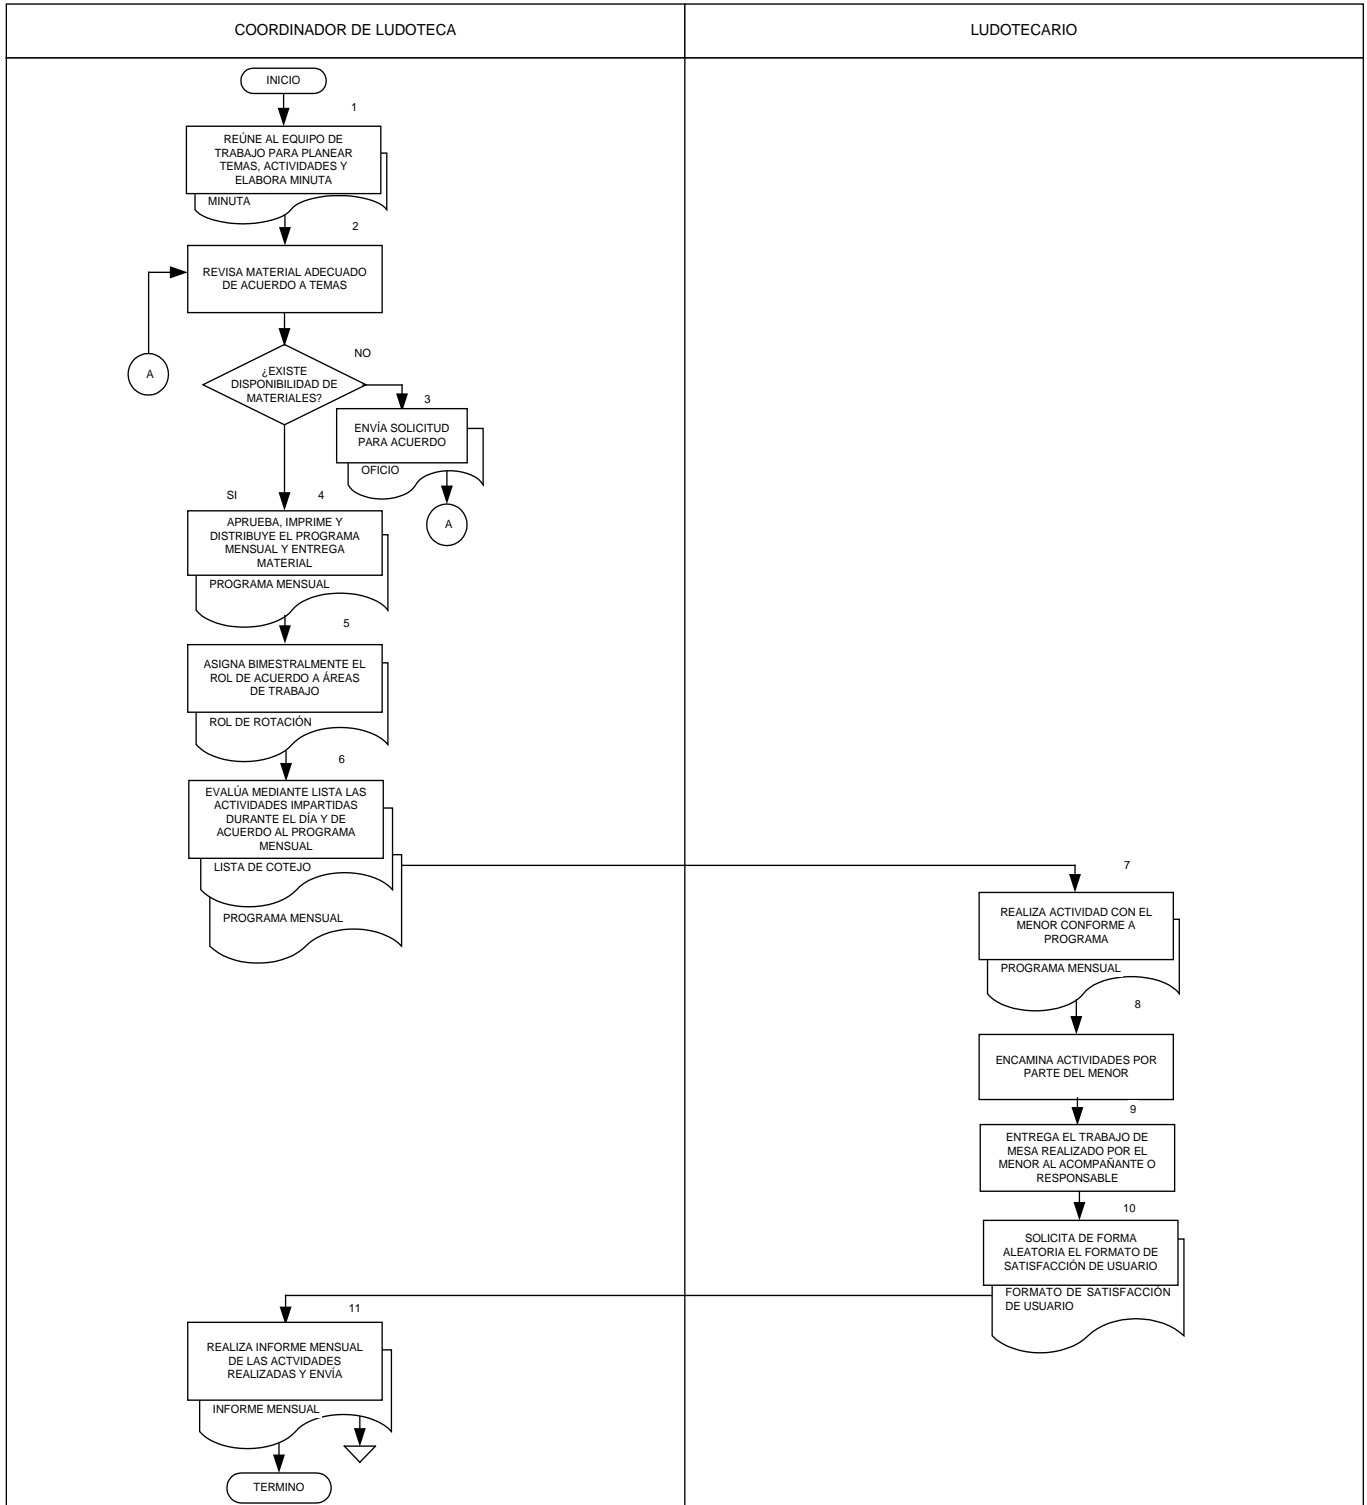 COORDINADOR DE LUDOTECA
LUDOTECARIO
INICIO
1
REÚNE AL EQUIPO DE
TRABAJO PARA PLANEAR
TEMAS, ACTIVIDADES Y
ELABORA MINUTA
MINUTA
2
REVISA MATERIAL ADECUADO
DE ACUERDO A TEMAS
A
¿EXISTE
DISPONIBILIDAD DE
MATERIALES?
NO
3
ENVÍA SOLICITUD
PARA ACUERDO
OFICIO
A
SI
4
APRUEBA, IMPRIME Y
DISTRIBUYE EL PROGRAMA
MENSUAL Y ENTREGA
MATERIAL
PROGRAMA MENSUAL
5
ASIGNA BIMESTRALMENTE EL
ROL DE ACUERDO A ÁREAS
DE TRABAJO
ROL DE ROTACIÓN
6
EVALÚA MEDIANTE LISTA LAS
ACTIVIDADES IMPARTIDAS
DURANTE EL DÍA Y DE
ACUERDO AL PROGRAMA
MENSUAL
LISTA DE COTEJO
PROGRAMA MENSUAL
7
REALIZA ACTIVIDAD CON EL
MENOR CONFORME A
PROGRAMA
PROGRAMA MENSUAL
8
ENCAMINA ACTIVIDADES POR
PARTE DEL MENOR
9
ENTREGA EL TRABAJO DE
MESA REALIZADO POR EL
MENOR AL ACOMPAÑANTE O
RESPONSABLE
10
SOLICITA DE FORMA
ALEATORIA EL FORMATO DE
SATISFACCIÓN DE USUARIO
FORMATO DE SATISFACCIÓN
DE USUARIO
11
REALIZA INFORME MENSUAL
DE LAS ACTVIDADES
REALIZADAS Y ENVÍA
INFORME MENSUAL
TERMINO